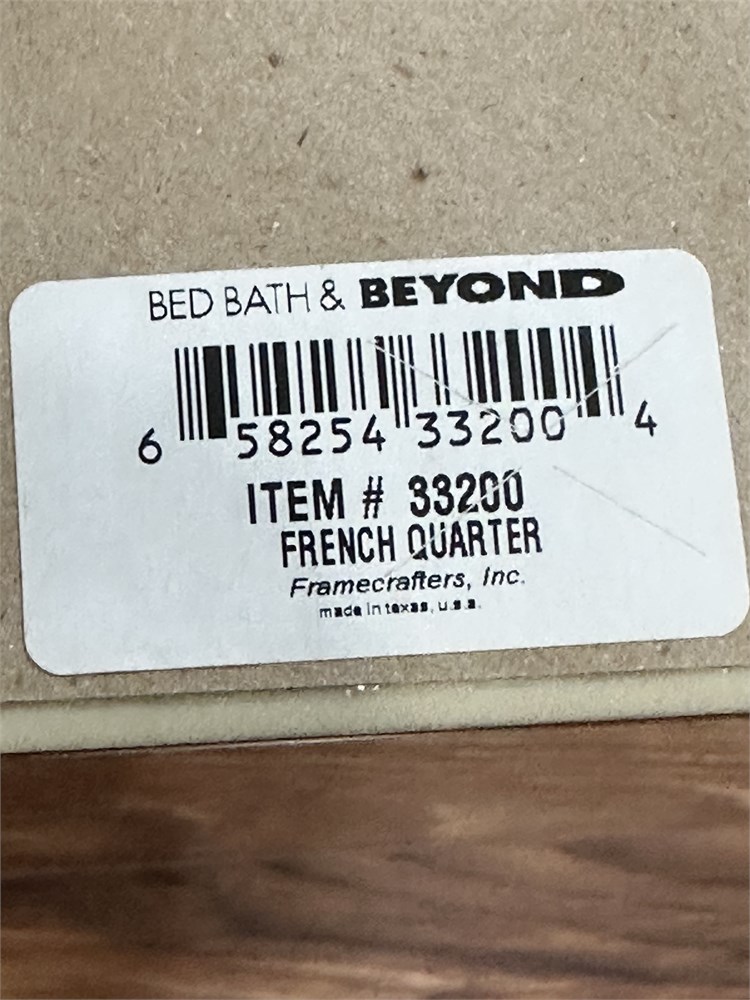 BED BATH & BEYOND
6 58254 33200 4
ITEM # 33200
FRENCH QUARTER
Framecrafters, Inc.
made in texas, u.s.a.